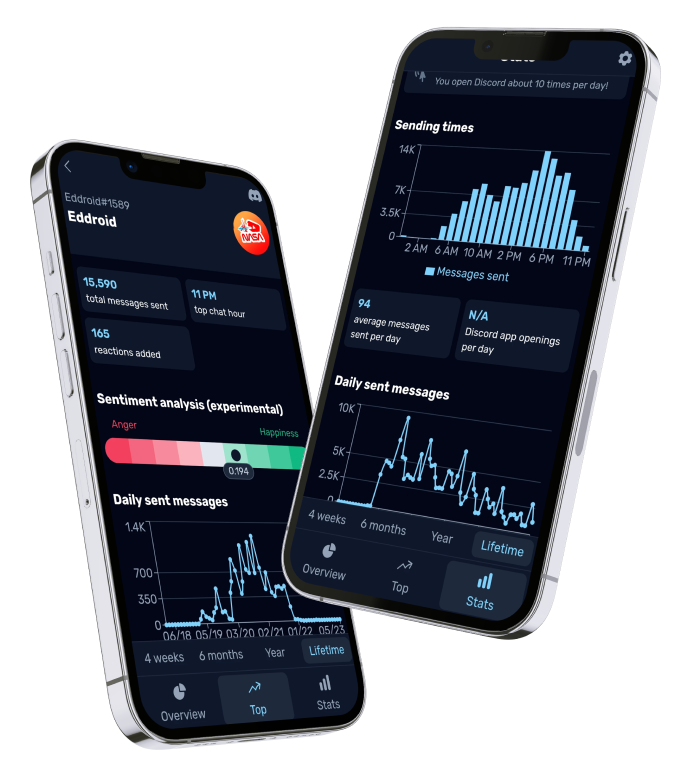 Eddroid#1589
Eddroid
NASA
15,590
total messages sent
11 PM
top chat hour
165
reactions added
Sentiment analysis (experimental)
Anger
Happiness
0.194
Daily sent messages
1.4K
700
350
0
06/18 05/19 03/20 02/21 01/22 05/23
4 weeks 6 months Year Lifetime
Overview Top Stats
You open Discord about 10 times per day!
Sending times
14K
7K
3.5K
0
2 AM 6 AM 10 AM 2 PM 6 PM 11 PM
Messages sent
94
average messages
sent per day
N/A
Discord app openings
per day
Daily sent messages
10K
5K
2.5K
0
4 weeks 6 months Year Lifetime
Overview Top Stats